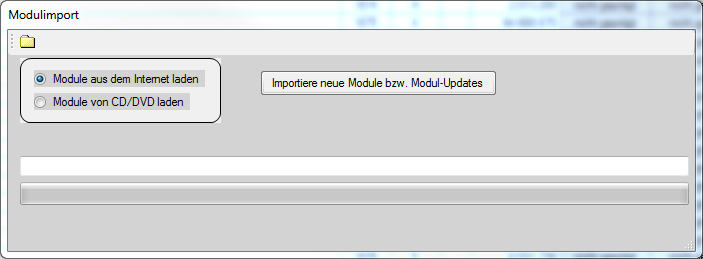 Modulimport
Module aus dem Internet laden
Importiere neue Module bzw. Modul-Updates
Module von CD/DVD laden